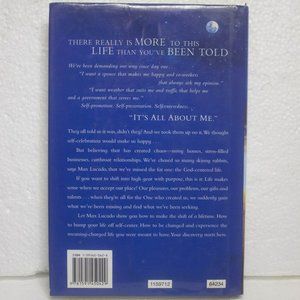 THERE REALLY IS MORE TO THIS
LIFE THAN YOU'VE BEEN TOLD
We've been demanding our way since day one. . .
"I want a spouse that makes me happy and co-workers
that always ask my opinion."
"I want weather that suits me and traffic that helps me
and a government that serves me."
Self-promotion. Self-preservation. Self-centeredness.
"IT'S ALL ABOUT ME."
They all told us it was, didn't they? And we took them up on it. We thought
self-celebration would make us happy. . .
But believing that has created chaos—noisy homes, stress-filled
businesses, cutthroat relationships. We've chased so many skinny rabbits,
says Max Lucado, that we've missed the fat one: the God-centered life.
If you want to shift into high gear with purpose, this is it: Life makes
sense when we accept our place! Our pleasures, our problems, our gifts and
talents . . . when they're all for the One who created us, we suddenly gain
what we've been missing and find what we've been seeking.
Let Max Lucado show you how to make the shift of a lifetime. How
to bump your life off self-center. How to be changed and experience the
meaning-charged life you were meant to have. Your discovery starts here.
1159712
64234